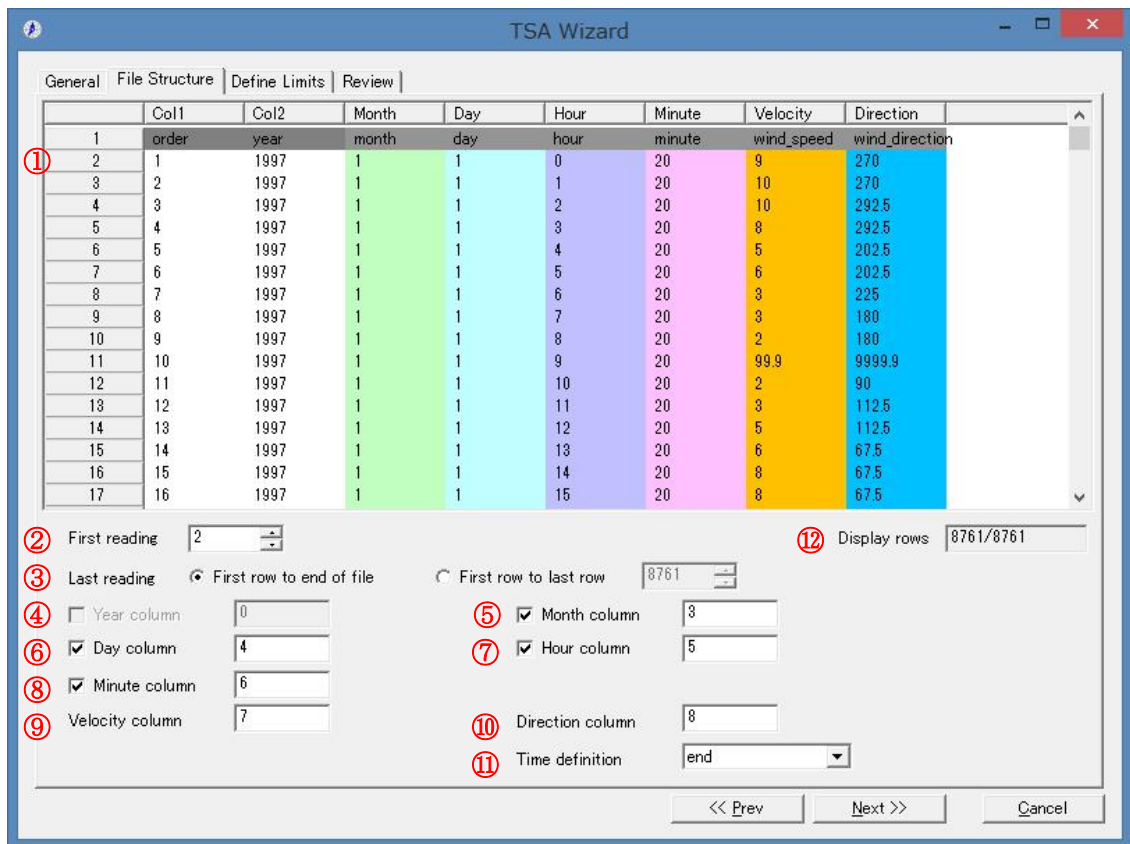 TSA Wizard
General File Structure Define Limits Review
Col1 Col2 Month Day Hour Minute Velocity Direction
1 order year month day hour minute wind_speed wind_direction
① 2 1 1997 1 1 0 20 9 270
3 2 1997 1 1 1 20 10 270
4 3 1997 1 1 2 20 10 292.5
5 4 1997 1 1 3 20 8 292.5
6 5 1997 1 1 4 20 5 202.5
7 6 1997 1 1 5 20 6 202.5
8 7 1997 1 1 6 20 3 225
9 8 1997 1 1 7 20 3 180
10 9 1997 1 1 8 20 2 180
11 10 1997 1 1 9 20 99.9 9999.9
12 11 1997 1 1 10 20 2 90
13 12 1997 1 1 11 20 3 112.5
14 13 1997 1 1 12 20 5 112.5
15 14 1997 1 1 13 20 6 67.5
16 15 1997 1 1 14 20 8 67.5
17 16 1997 1 1 15 20 8 67.5
② First reading 2 ⑫ Display rows 8761/8761
③ Last reading First row to end of file First row to last row 8761
④ Year column 0 ⑤ Month column 3
⑥ Day column 4 ⑦ Hour column 5
⑧ Minute column 6
⑨ Velocity column 7 ⑩ Direction column 8
⑪ Time definition end
<< Prev Next >> Cancel